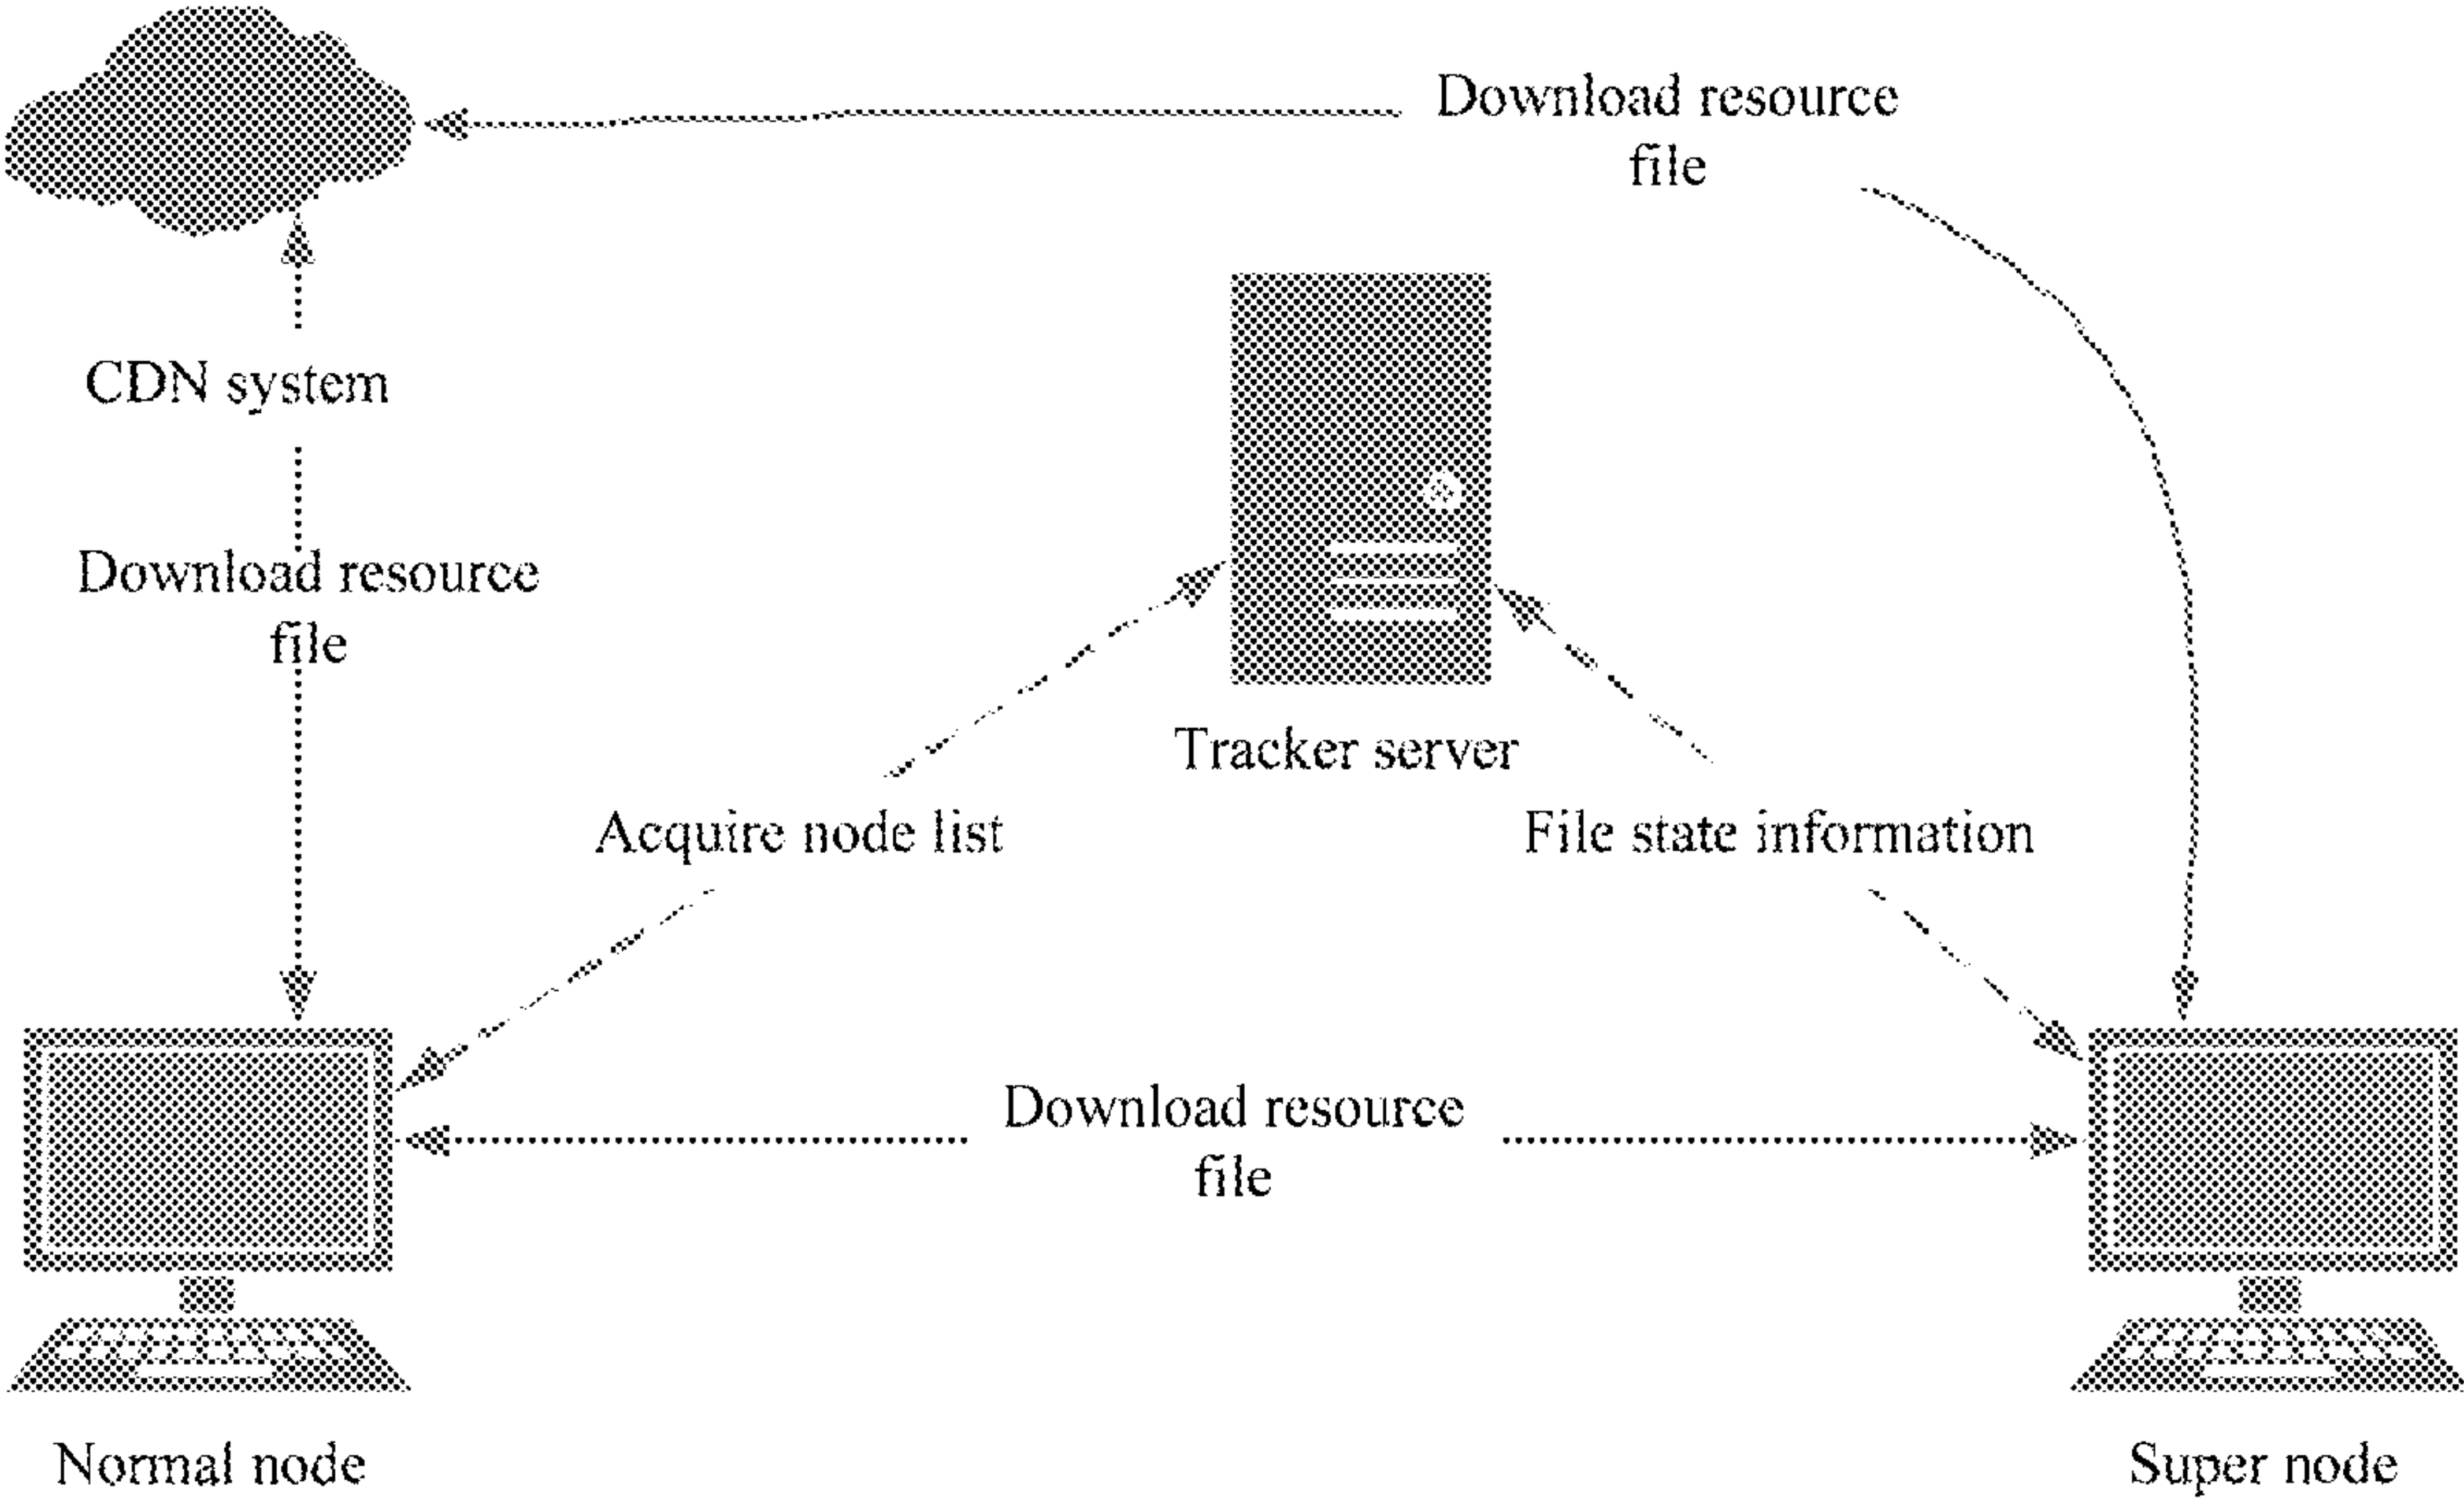 Download resource
file
CDN system
Download resource
file
Tracker server
Acquire node list
File state information
Download resource
file
Normal node
Super node